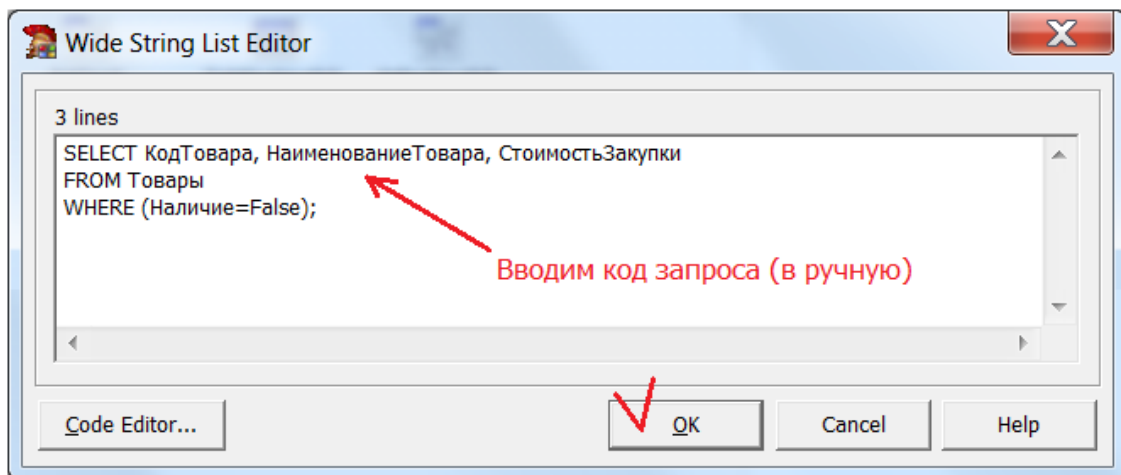 Wide String List Editor
3 lines
SELECT КодТовара, НаименованиеТовара, СтоимостьЗакупки
FROM Товары
WHERE (Наличие=False);
Вводим код запроса (в ручную)
Code Editor...
OK
Cancel
Help